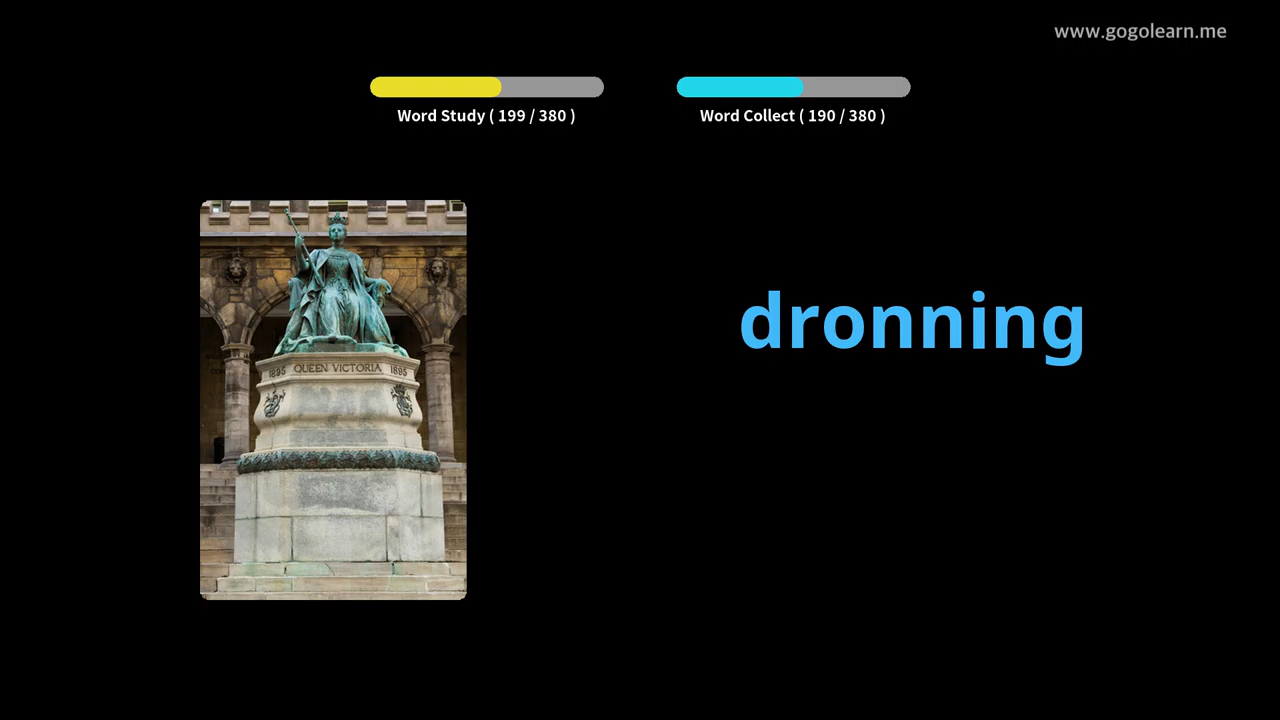 www.gogolearn.me
Word Study ( 199 / 380 )
Word Collect ( 190 / 380 )
1895 QUEEN VICTORIA 1895
dronning